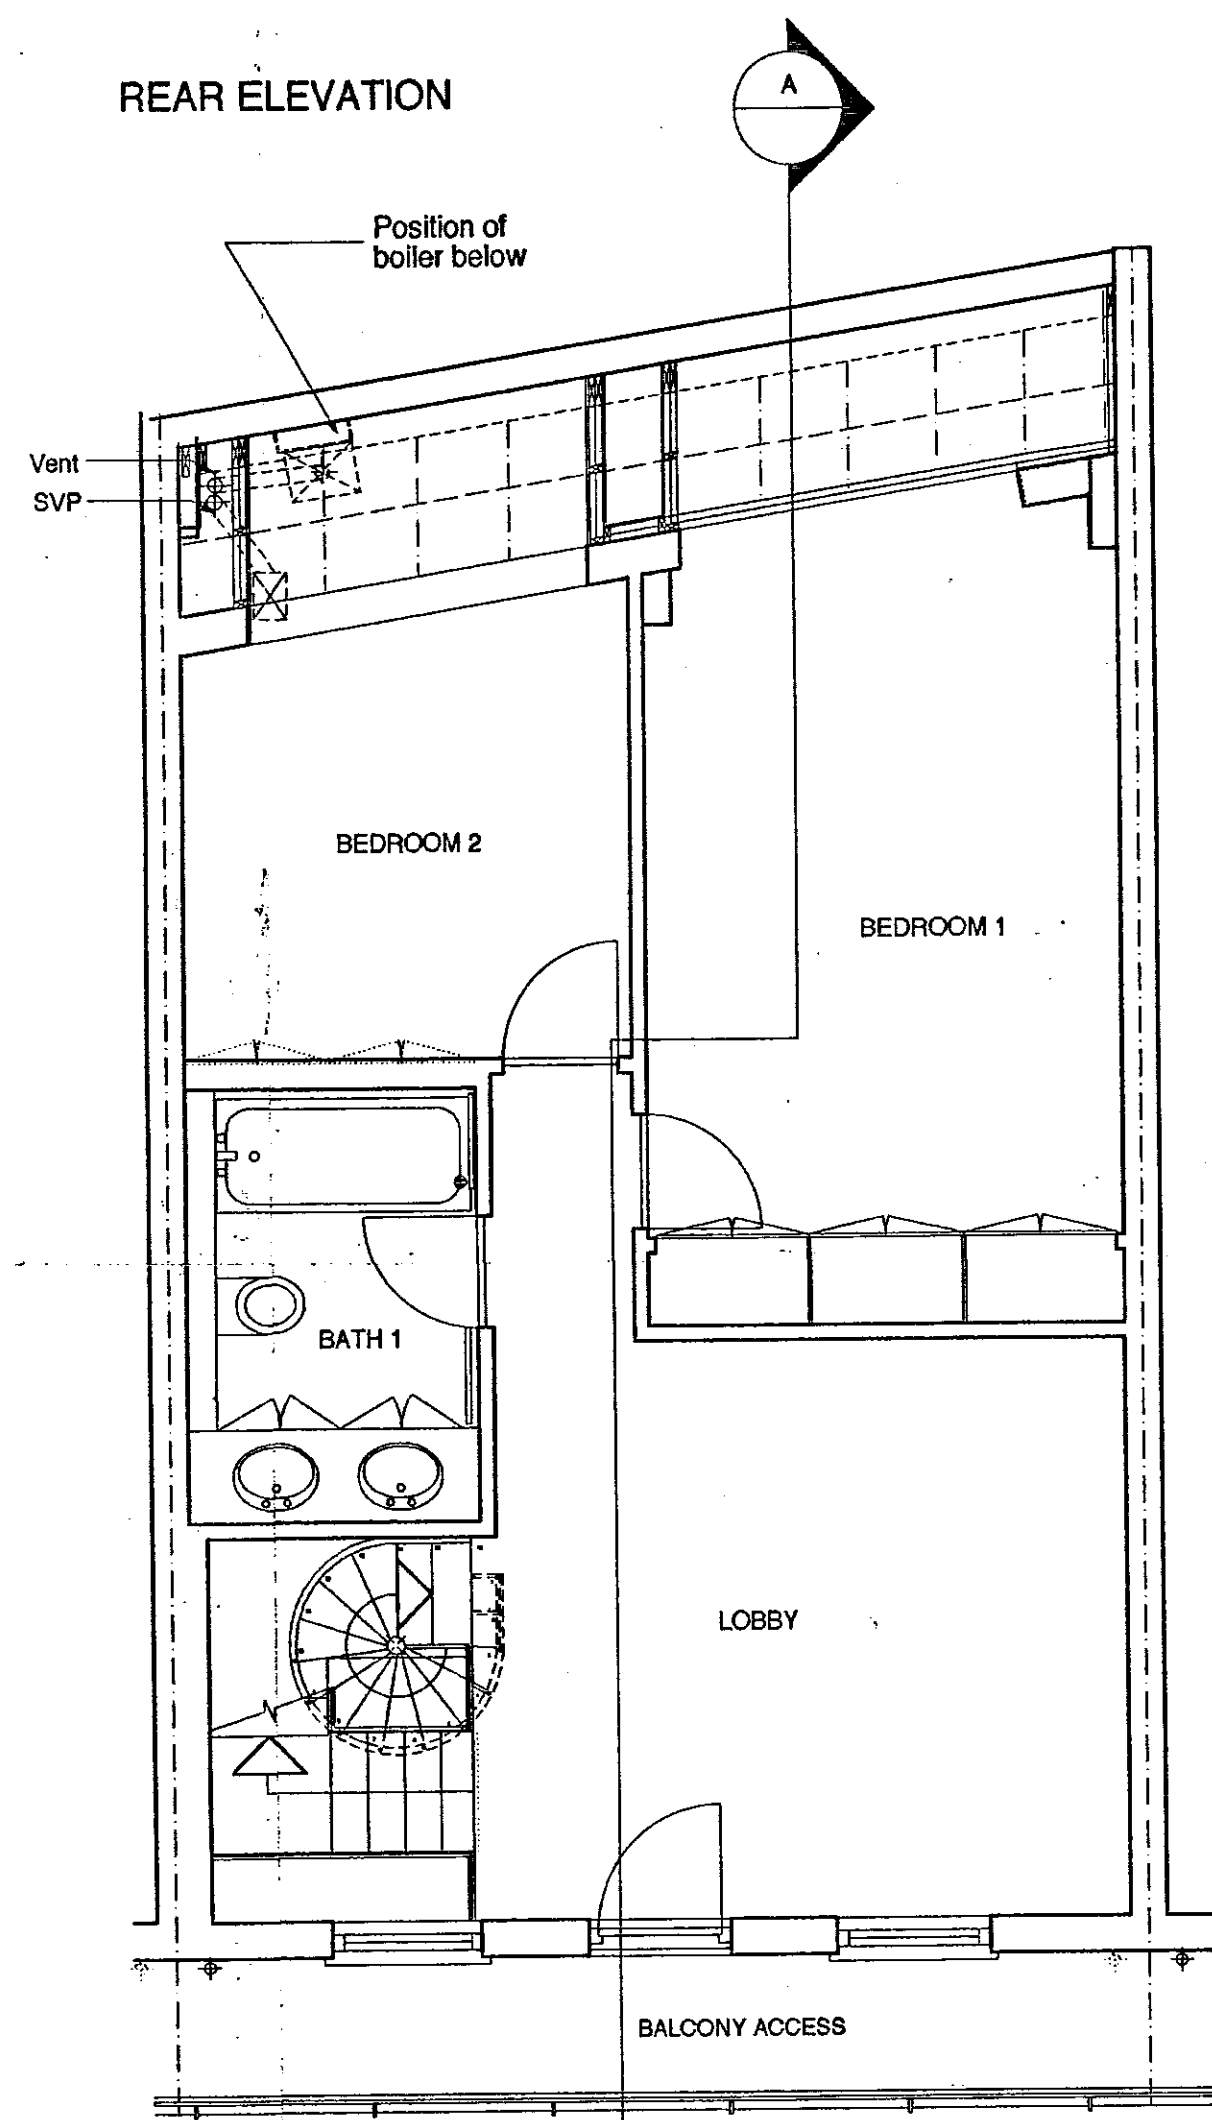 REAR ELEVATION
A
Position of
boiler below
Vent
SVP
BEDROOM 2
BEDROOM 1
BATH 1
LOBBY
BALCONY ACCESS